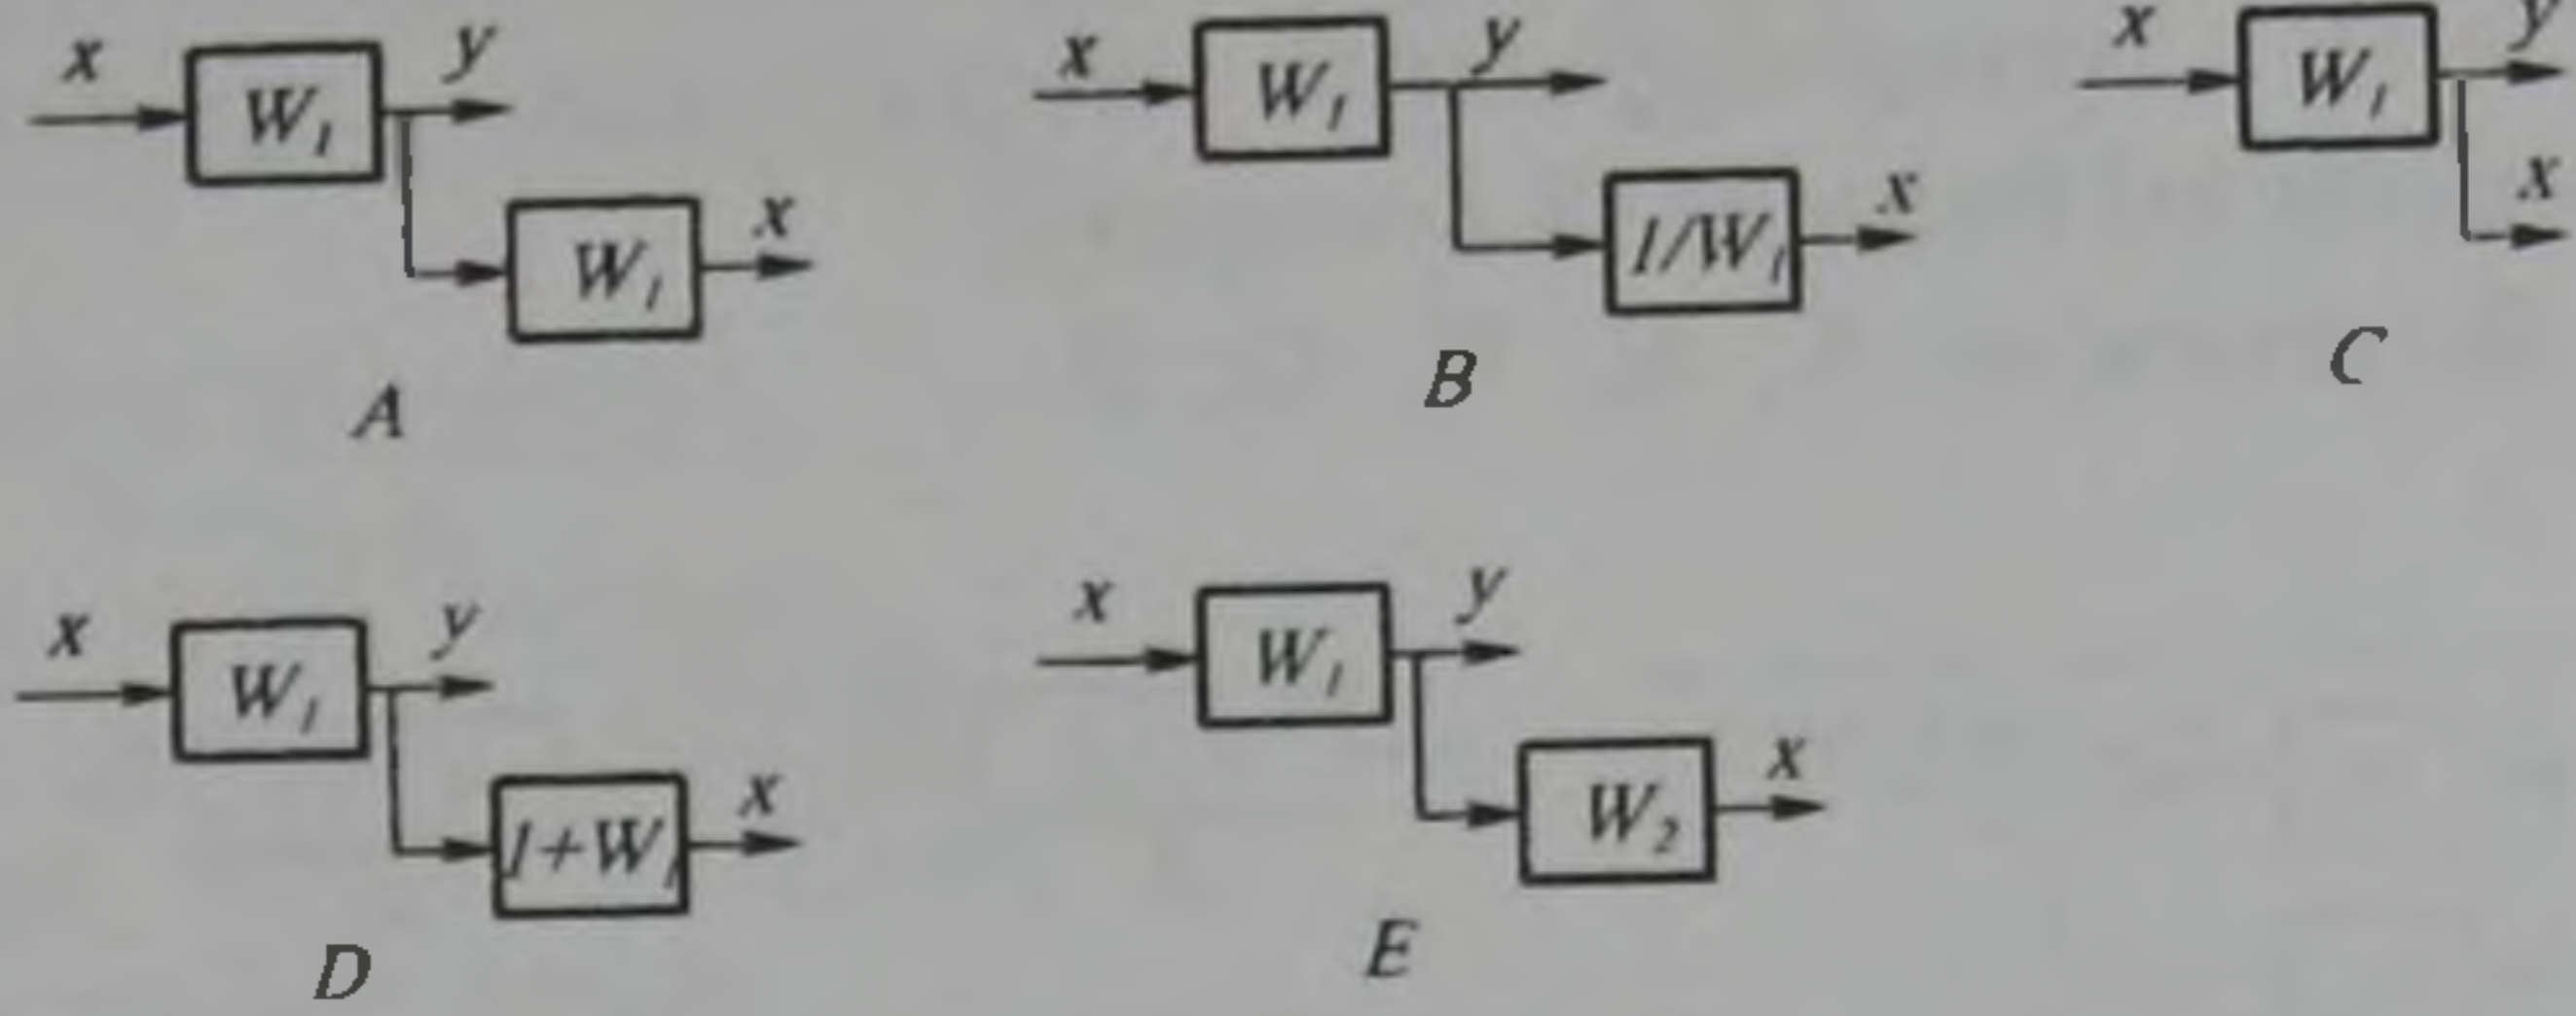 x W₁ y
W₁ x
A
x W₁ y
1/W₁ x
B
x W₁ y
x
C
x W₁ y
1+W₁ x
D
x W₁ y
W₂ x
E